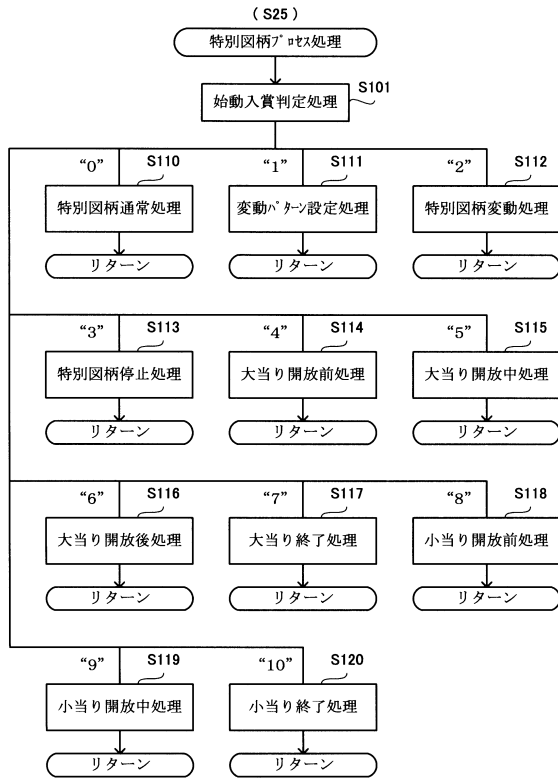 (S25)
特別図柄ﾌﾟﾛｾｽ処理
S101
始動入賞判定処理
“0”
S110
“1”
S111
“2”
S112
特別図柄通常処理
変動ﾊﾟﾀｰﾝ設定処理
特別図柄変動処理
リターン
リターン
リターン
“3”
S113
“4”
S114
“5”
S115
特別図柄停止処理
大当り開放前処理
大当り開放中処理
リターン
リターン
リターン
“6”
S116
“7”
S117
“8”
S118
大当り開放後処理
大当り終了処理
小当り開放前処理
リターン
リターン
リターン
“9”
S119
“10”
S120
小当り開放中処理
小当り終了処理
リターン
リターン